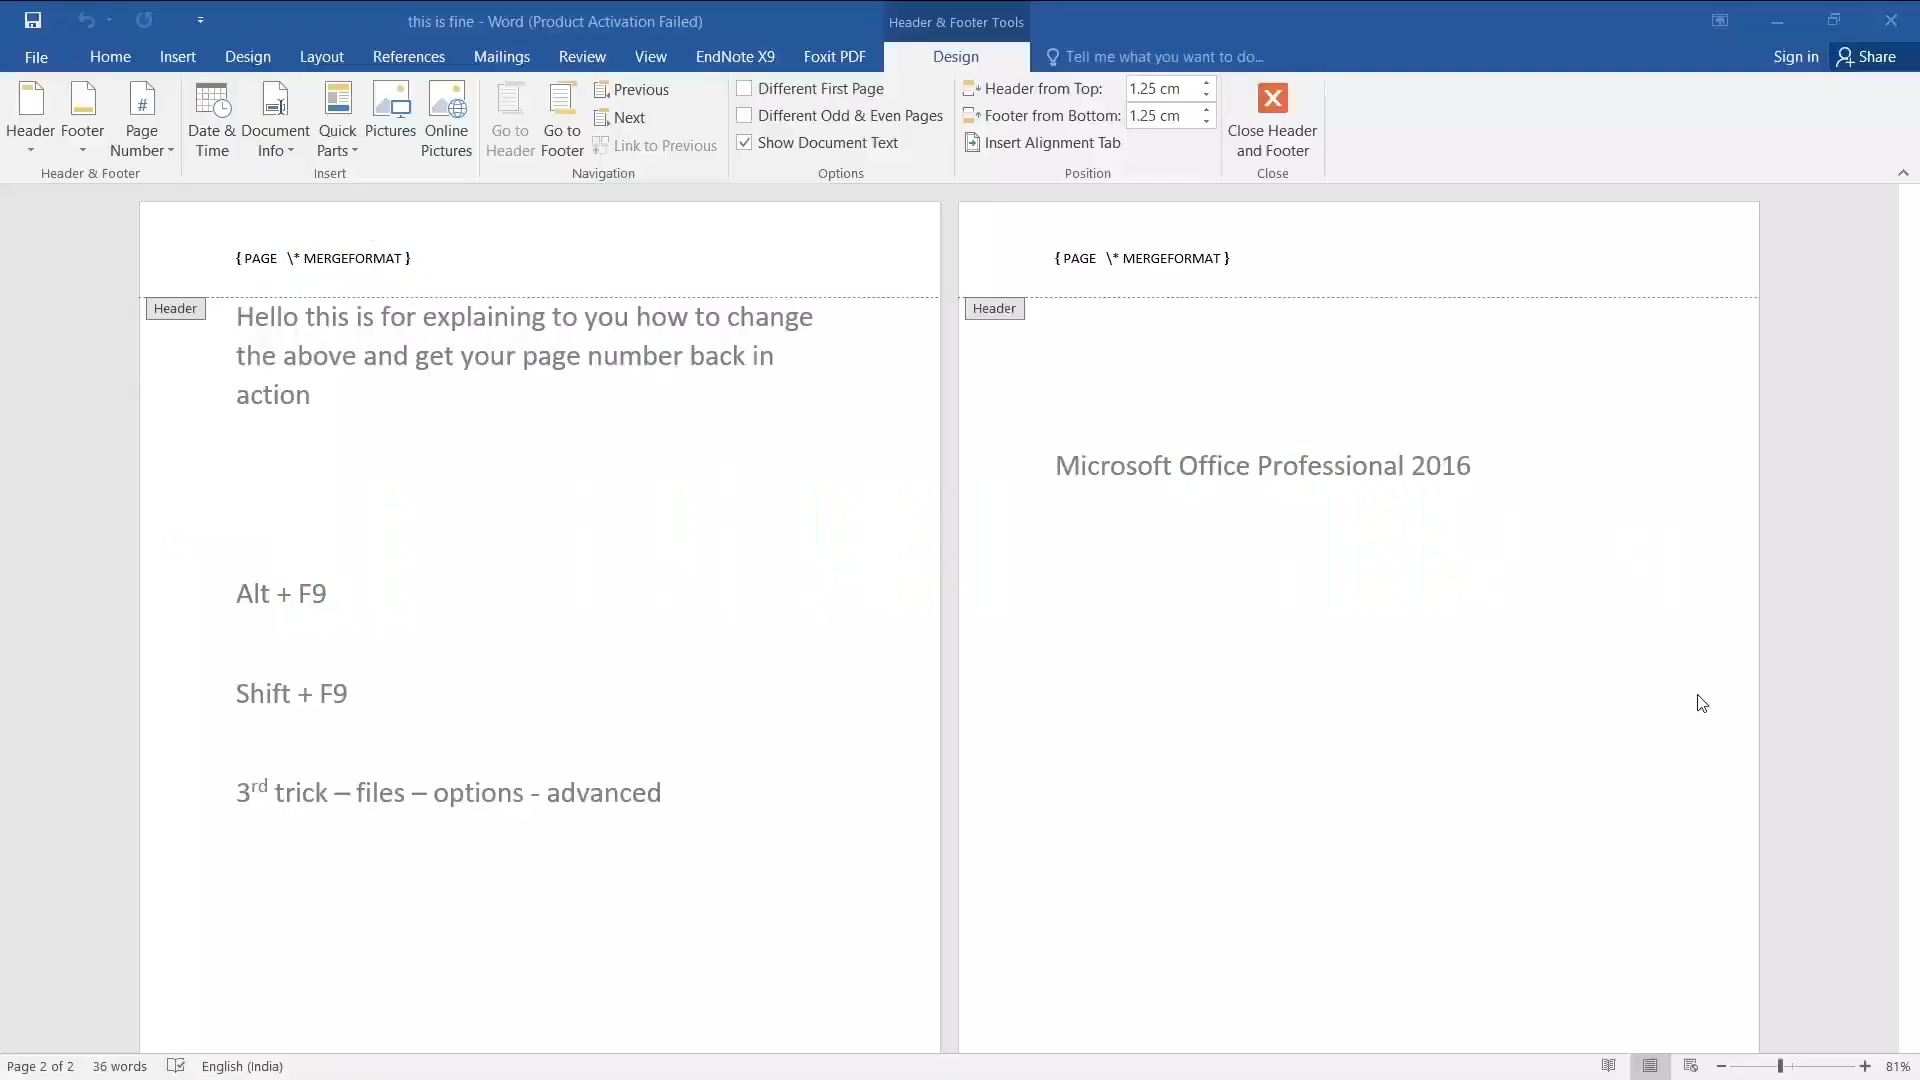 this is fine - Word (Product Activation Failed)
Header & Footer Tools
File
Home
Insert
Design
Layout
References
Mailings
Review
View
EndNote X9
Foxit PDF
Design
Tell me what you want to do...
Sign in
Share
Header
Footer
Page
Number
Header & Footer
Date &
Time
Document
Info
Quick
Parts
Pictures
Online
Pictures
Insert
Go to
Header
Go to
Footer
Previous
Next
Link to Previous
Navigation
Different First Page
Different Odd & Even Pages
Show Document Text
Options
Header from Top: 1.25 cm
Footer from Bottom: 1.25 cm
Insert Alignment Tab
Position
Close Header
and Footer
Close
{ PAGE \* MERGEFORMAT }
Header
Hello this is for explaining to you how to change
the above and get your page number back in
action
Alt + F9
Shift + F9
3rd trick – files – options - advanced
{ PAGE \* MERGEFORMAT }
Header
Microsoft Office Professional 2016
Page 2 of 2
36 words
English (India)
81%